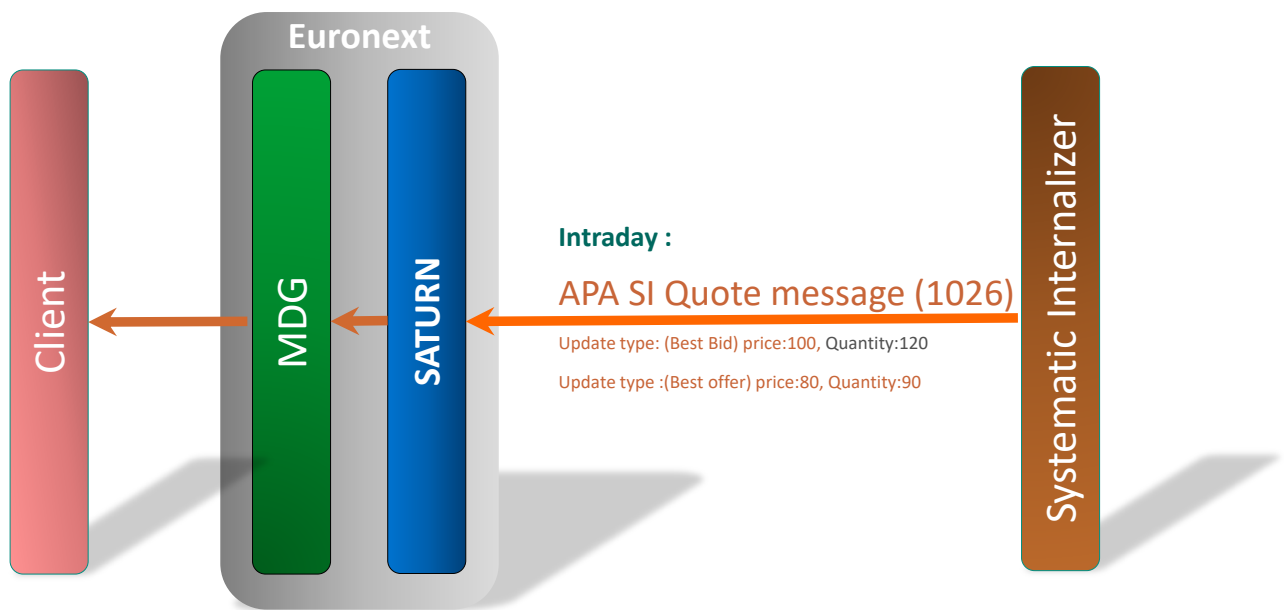 Euronext
Client
MDG
SATURN
Intraday :
APA SI Quote message (1026)
Update type: (Best Bid) price:100, Quantity:120
Update type :(Best offer) price:80, Quantity:90
Systematic Internalizer